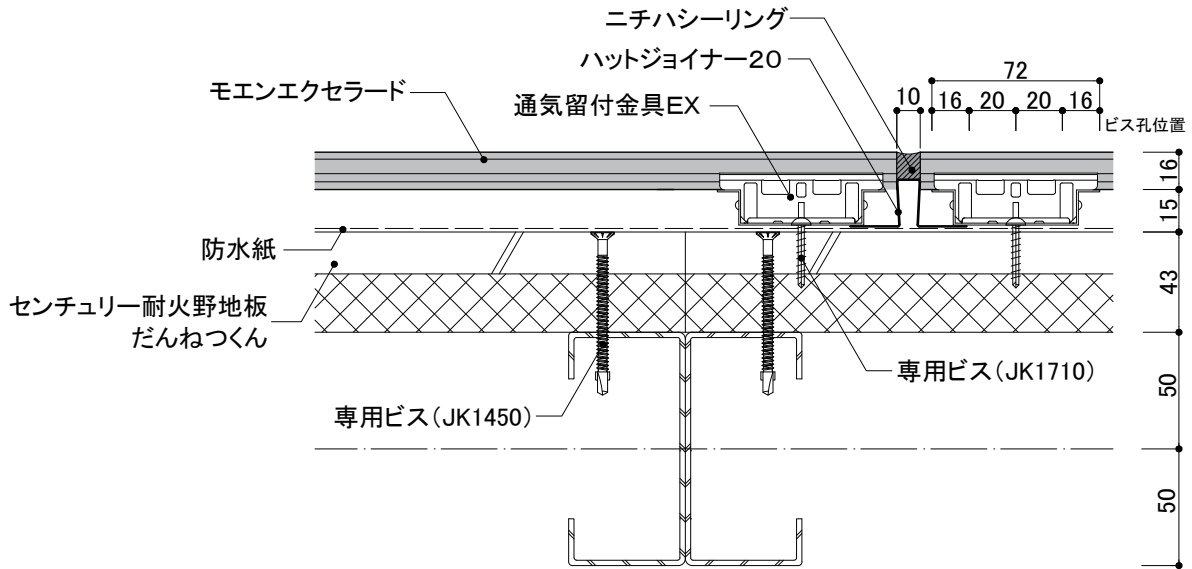 ニチハシーリング
ハットジョイナー20
モエンエクセラード
通気留付金具EX
10
72
16 20 20 16
ビス孔位置
16
15
防水紙
センチュリー耐火野地板
だんねつくん
43
専用ビス(JK1710)
専用ビス(JK1450)
50
50